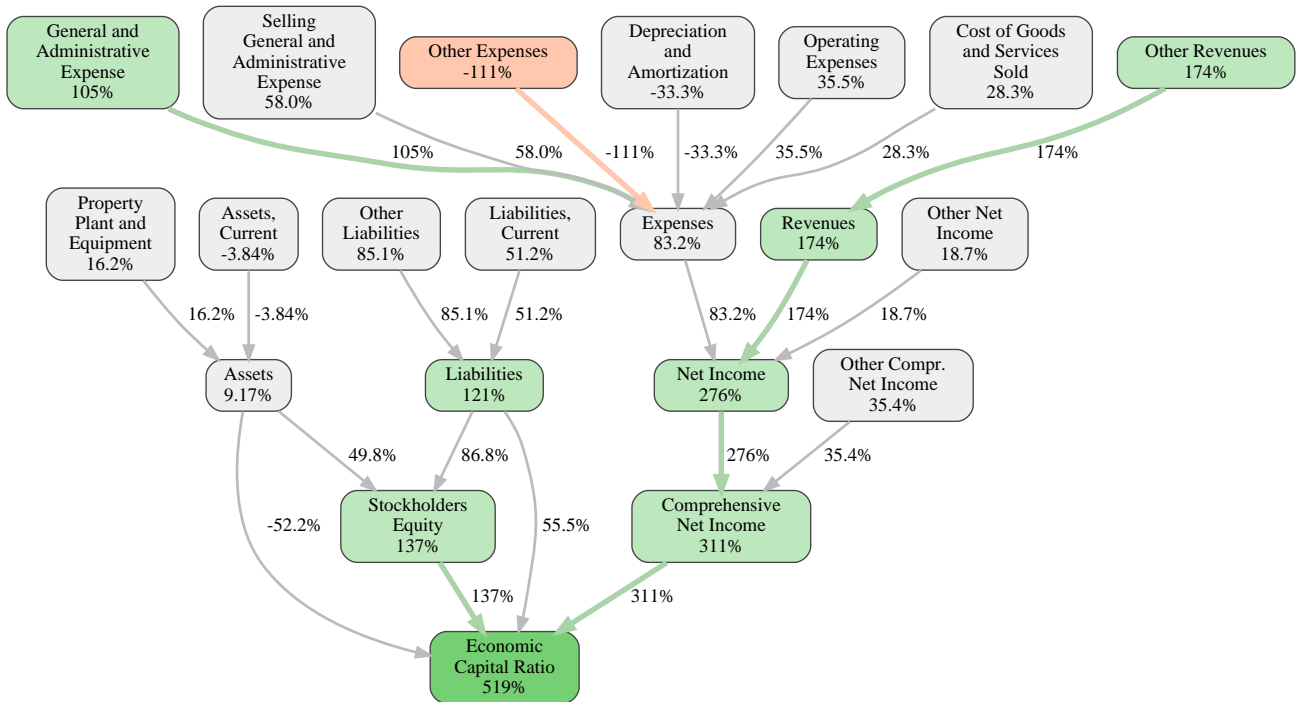 General and
Administrative
Expense
105%
Selling
General and
Administrative
Expense
58.0%
Other Expenses
-111%
Depreciation
and
Amortization
-33.3%
Operating
Expenses
35.5%
Cost of Goods
and Services
Sold
28.3%
Other Revenues
174%
105%
58.0%
-111%
-33.3%
35.5%
28.3%
174%
Property
Plant and
Equipment
16.2%
Assets,
Current
-3.84%
Other
Liabilities
85.1%
Liabilities,
Current
51.2%
Expenses
83.2%
Revenues
174%
Other Net
Income
18.7%
16.2%
-3.84%
85.1%
51.2%
83.2%
174%
18.7%
Assets
9.17%
Liabilities
121%
Net Income
276%
Other Compr.
Net Income
35.4%
49.8%
86.8%
276%
35.4%
-52.2%
Stockholders
Equity
137%
55.5%
Comprehensive
Net Income
311%
137%
311%
Economic
Capital Ratio
519%